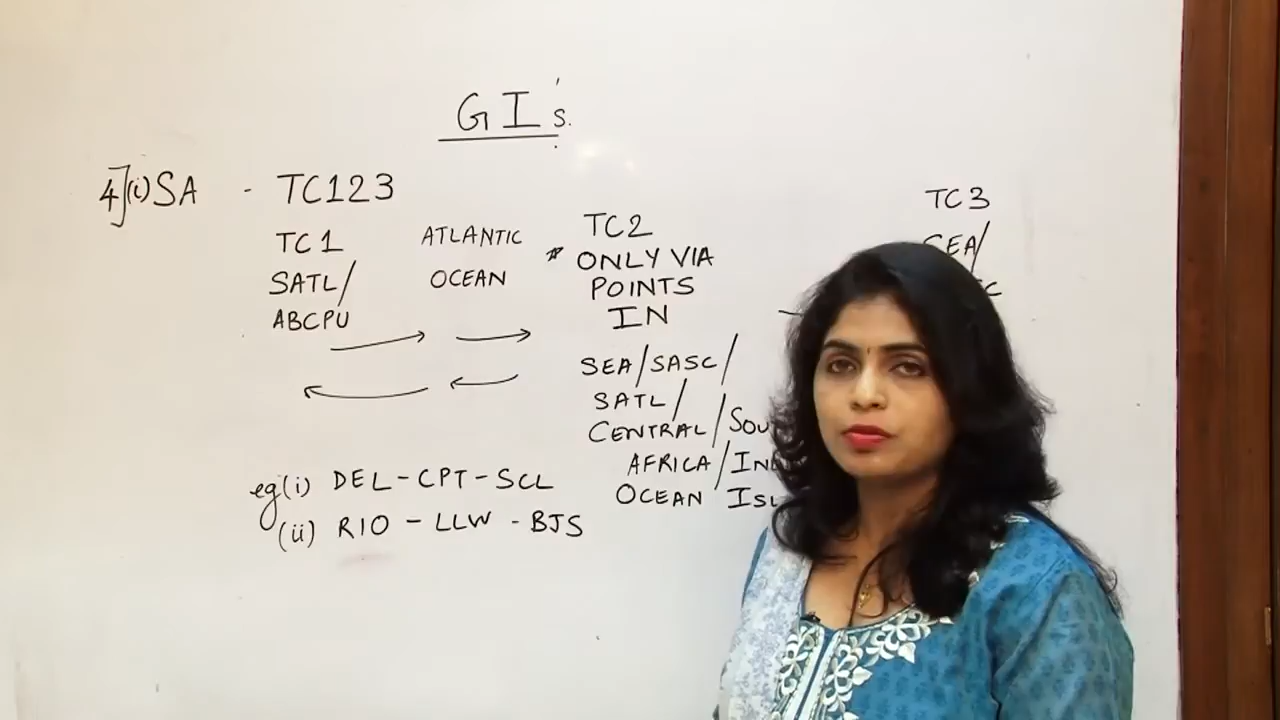 GI's.
4](i) SA - TC123
TC1
SATL/
ABCPU
ATLANTIC
OCEAN
TC2
* ONLY VIA
POINTS
IN
SEA/SASC/
SATL/
CENTRAL/
AFRICA/
OCEAN
TC3
SEA/
eg(i) DEL-CPT-SCL
(ii) RIO - LLW - BJS